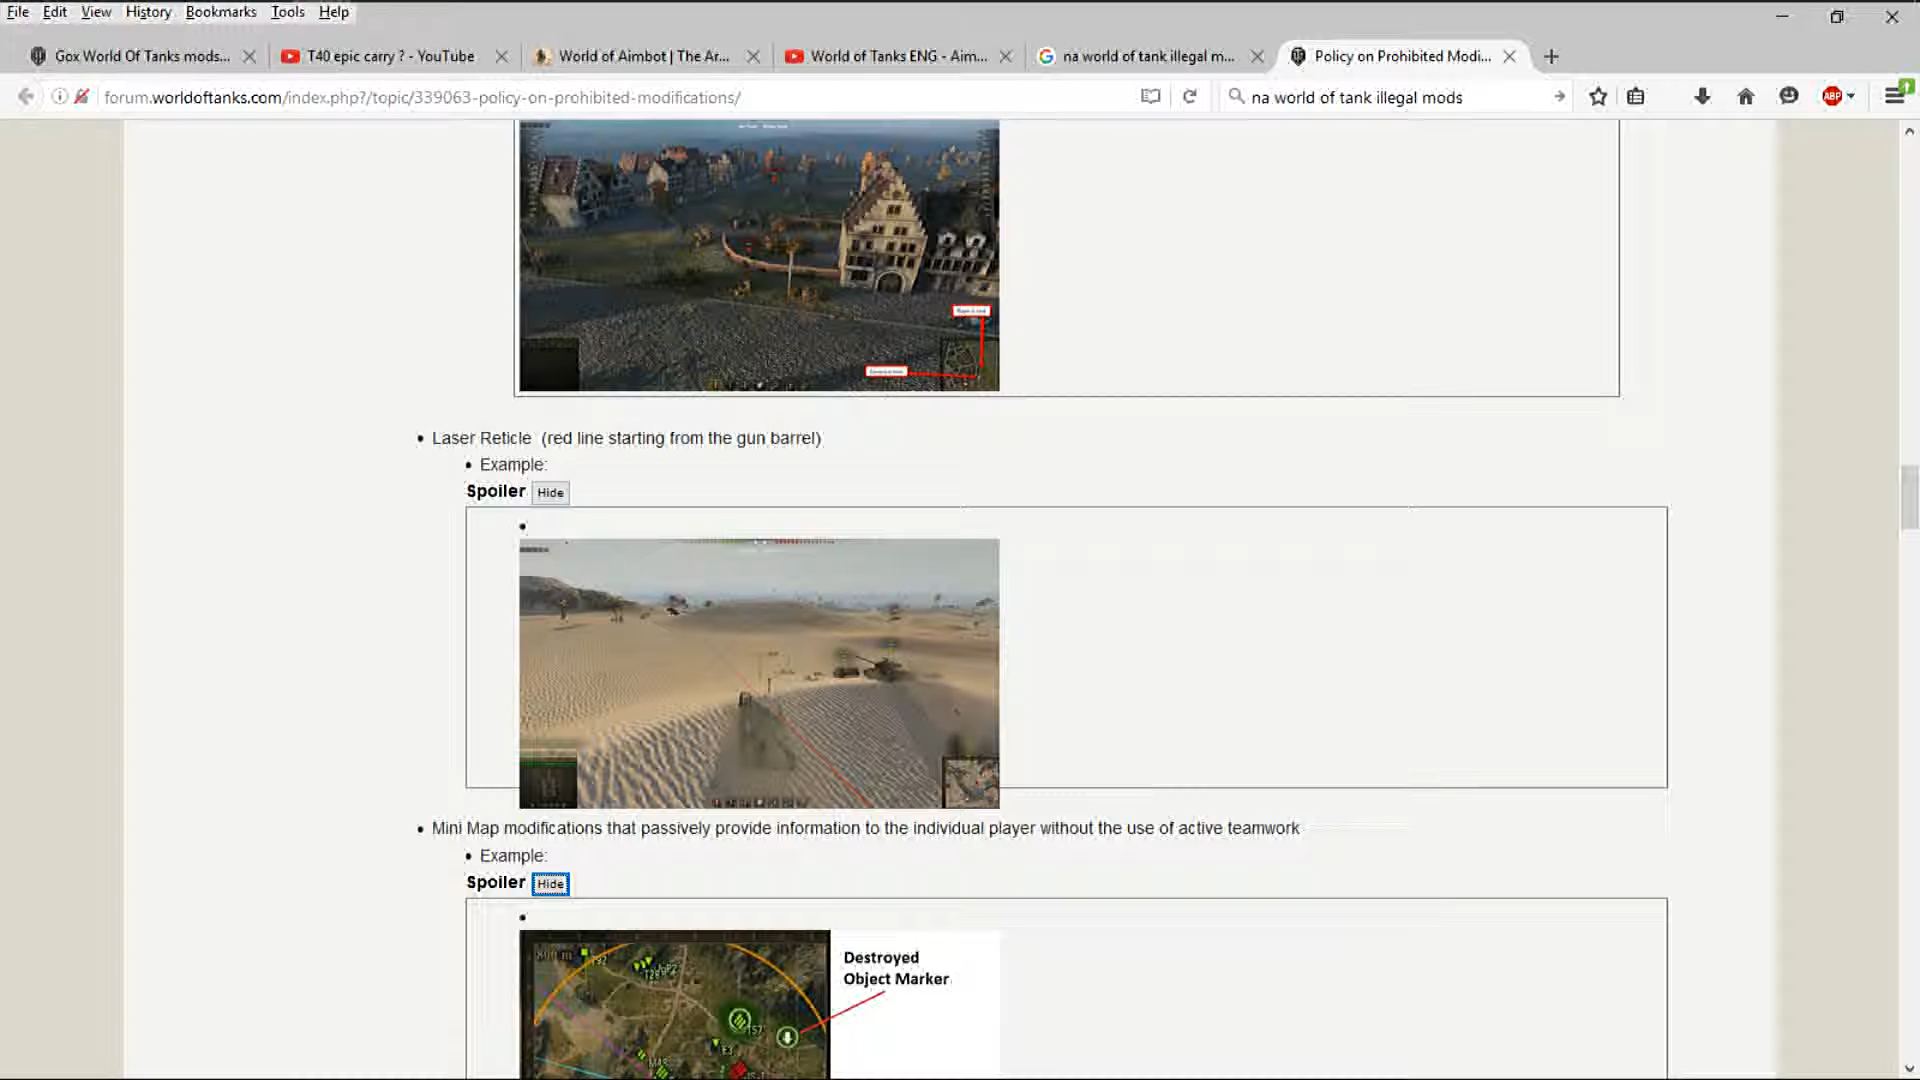 File Edit View History Bookmarks Tools Help
Gox World Of Tanks mods...
T40 epic carry ? - YouTube
World of Aimbot | The Ar...
World of Tanks ENG - Aim...
na world of tank illegal m...
Policy on Prohibited Modi...
forum.worldoftanks.com/index.php?/topic/339063-policy-on-prohibited-modifications/
na world of tank illegal mods
ABP
Laser Reticle (red line starting from the gun barrel)
Example:
Spoiler Hide
Mini Map modifications that passively provide information to the individual player without the use of active teamwork
Example:
Spoiler Hide
Destroyed
Object Marker